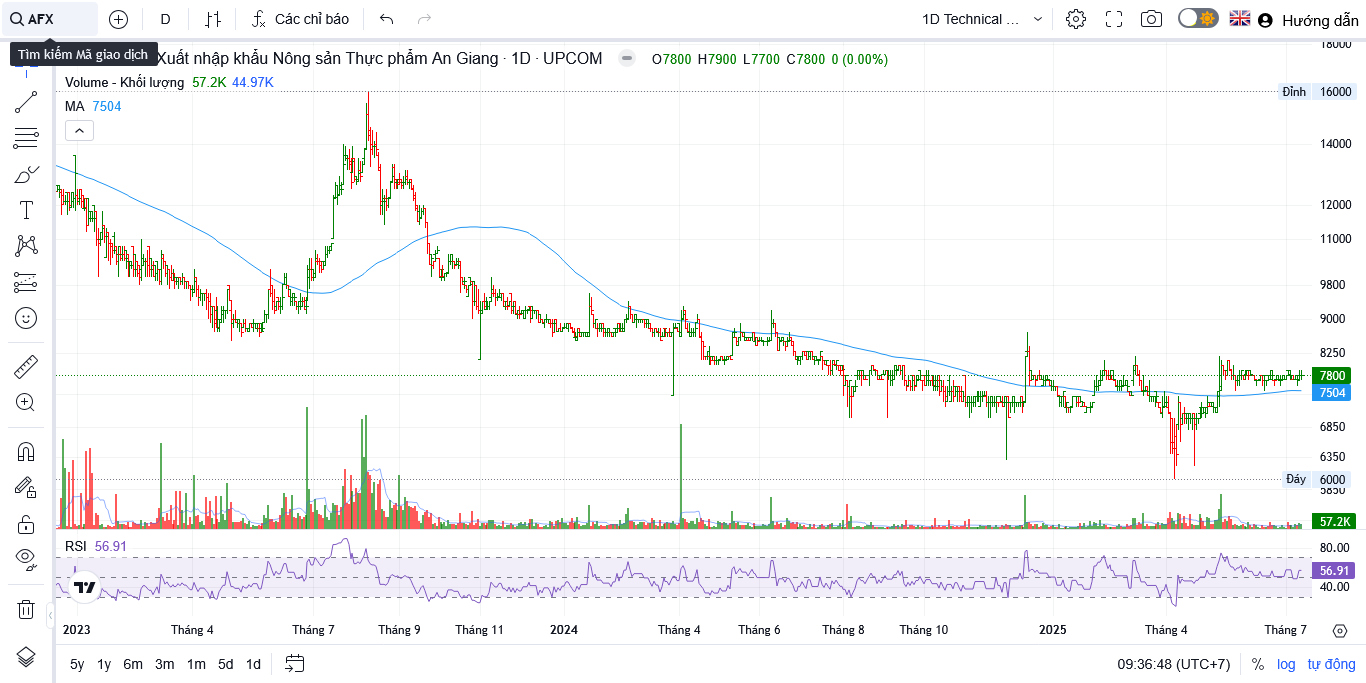 AFX
D
Các chỉ báo
1D Technical ...
Hướng dẫn
Tìm kiếm Mã giao dịch
Xuất nhập khẩu Nông sản Thực phẩm An Giang · 1D · UPCOM
O7800 H7900 L7700 C7800 0 (0.00%)
Volume - Khối lượng 57.2K 44.97K
MA 7504
18000
Đỉnh 16000
14000
12000
11000
9800
9000
8250
7800
7504
6850
6350
Đáy 6000
5850
57.2K
RSI 56.91
80.00
56.91
40.00
2023 Tháng 4 Tháng 7 Tháng 9 Tháng 11 2024 Tháng 4 Tháng 6 Tháng 8 Tháng 10 2025 Tháng 4 Tháng 7
5y 1y 6m 3m 1m 5d 1d
09:36:48 (UTC+7) % log tự động